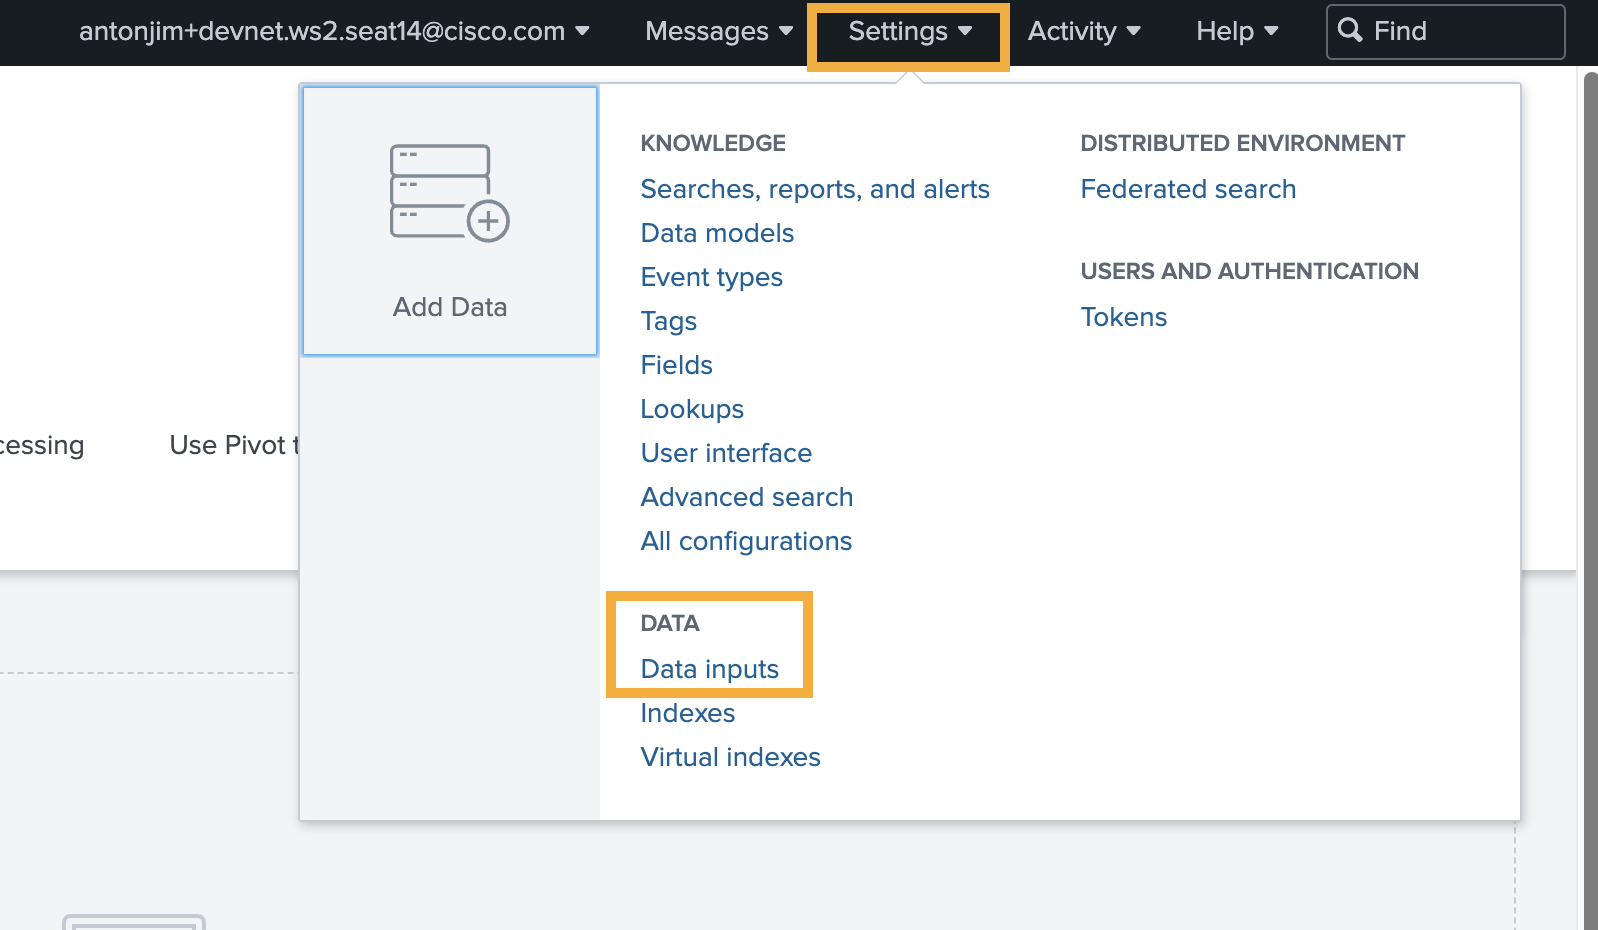 antonjim+devnet.ws2.seat14@cisco.com Messages Settings Activity Help Find
Add Data
KNOWLEDGE
Searches, reports, and alerts
Data models
Event types
Tags
Fields
Lookups
User interface
Advanced search
All configurations
DATA
Data inputs
Indexes
Virtual indexes
DISTRIBUTED ENVIRONMENT
Federated search
USERS AND AUTHENTICATION
Tokens
cessing Use Pivot t